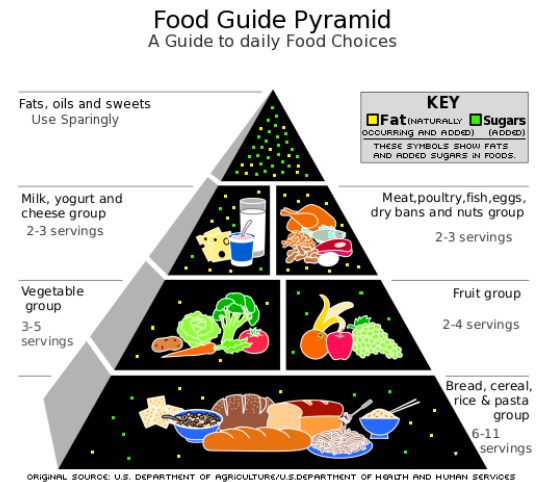 Food Guide Pyramid
A Guide to daily Food Choices
Fats, oils and sweets
Use Sparingly
KEY
Fat (NATURALLY OCCURRING AND ADDED)
Sugars (ADDED)
THESE SYMBOLS SHOW FATS
AND ADDED SUGARS IN FOODS.
Milk, yogurt and
cheese group
2-3 servings
Meat,poultry,fish,eggs,
dry bans and nuts group
2-3 servings
Vegetable
group
3-5
servings
Fruit group
2-4 servings
Bread, cereal,
rice & pasta
group
6-11
servings
ORIGINAL SOURCE: U.S. DEPARTMENT OF AGRICULTURE/U.S.DEPARTMENT OF HEALTH AND HUMAN SERVICES